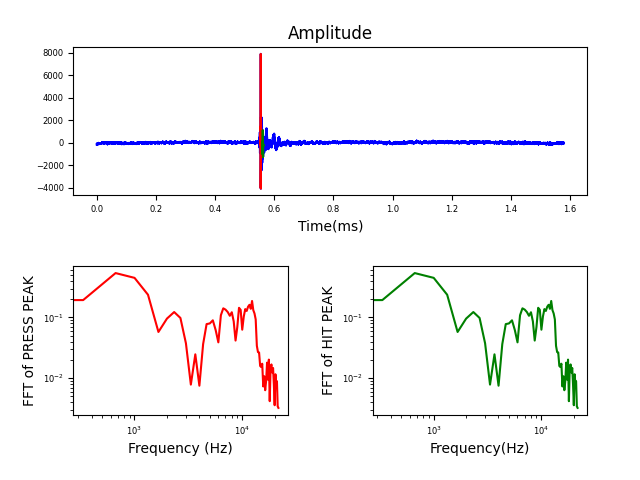 Amplitude
8000
6000
4000
2000
0
−2000
−4000
0.0 0.2 0.4 0.6 0.8 1.0 1.2 1.4 1.6
Time(ms)
FFT of PRESS PEAK
10⁻¹
10⁻²
10³ 10⁴
Frequency (Hz)
FFT of HIT PEAK
10⁻¹
10⁻²
10³ 10⁴
Frequency(Hz)